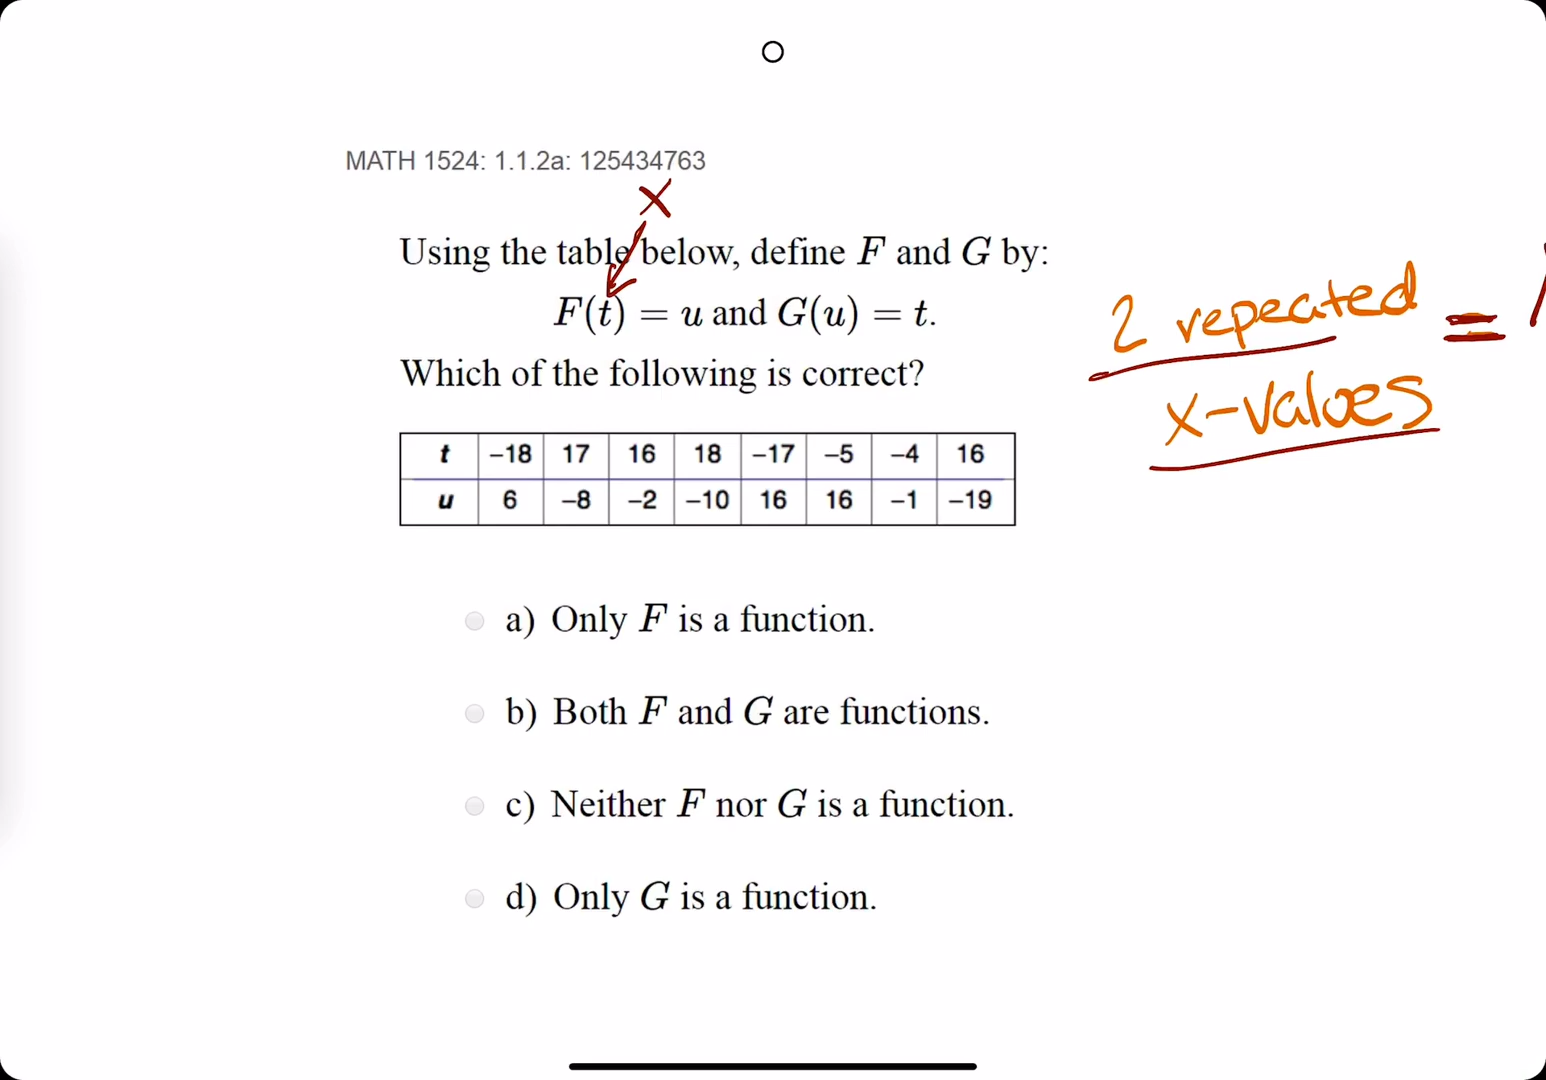 MATH 1524: 1.1.2a: 125434763
x
Using the table below, define F and G by:
F(t) = u and G(u) = t.
Which of the following is correct?
2 repeated =
x-values
t −18 17 16 18 −17 −5 −4 16
u 6 −8 −2 −10 16 16 −1 −19
a) Only F is a function.
b) Both F and G are functions.
c) Neither F nor G is a function.
d) Only G is a function.